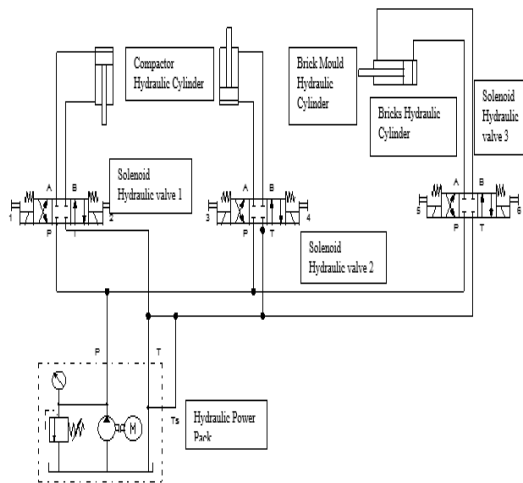 Compactor
Hydraulic Cylinder
Brick Mould
Hydraulic
Cylinder
Bricks Hydraulic
Cylinder
Solenoid
Hydraulic
valve 3
Solenoid
Hydraulic valve 1
A B
A B
A B
1 2
3 4
5 6
P T
P T
P T
Solenoid
Hydraulic valve 2
P T
Ts
M
Hydraulic Power
Pack